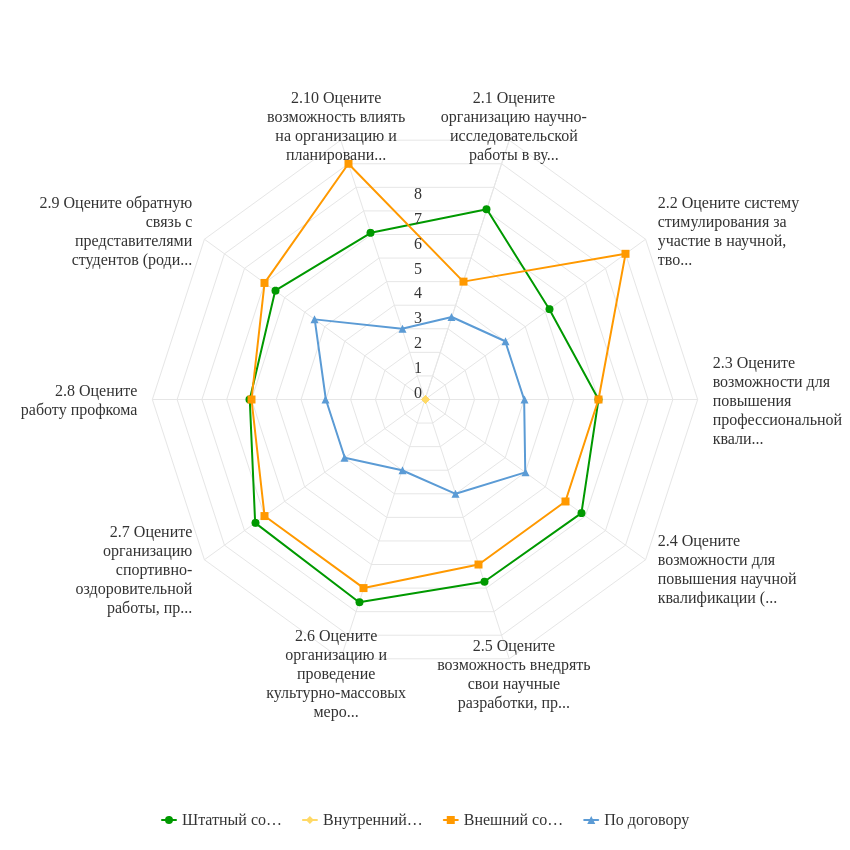 2.10 Оцените
возможность влиять
на организацию и
планировани...
2.1 Оцените
организацию научно-
исследовательской
работы в ву...
2.9 Оцените обратную
связь с
представителями
студентов (роди...
2.2 Оцените систему
стимулирования за
участие в научной,
тво...
8
7
6
5
4
3
2
1
0
2.8 Оцените
работу профкома
2.3 Оцените
возможности для
повышения
профессиональной
квали...
2.7 Оцените
организацию
спортивно-
оздоровительной
работы, пр...
2.4 Оцените
возможности для
повышения научной
квалификации (...
2.6 Оцените
организацию и
проведение
культурно-массовых
меро...
2.5 Оцените
возможность внедрять
свои научные
разработки, пр...
Штатный со…
Внутренний…
Внешний со…
По договору